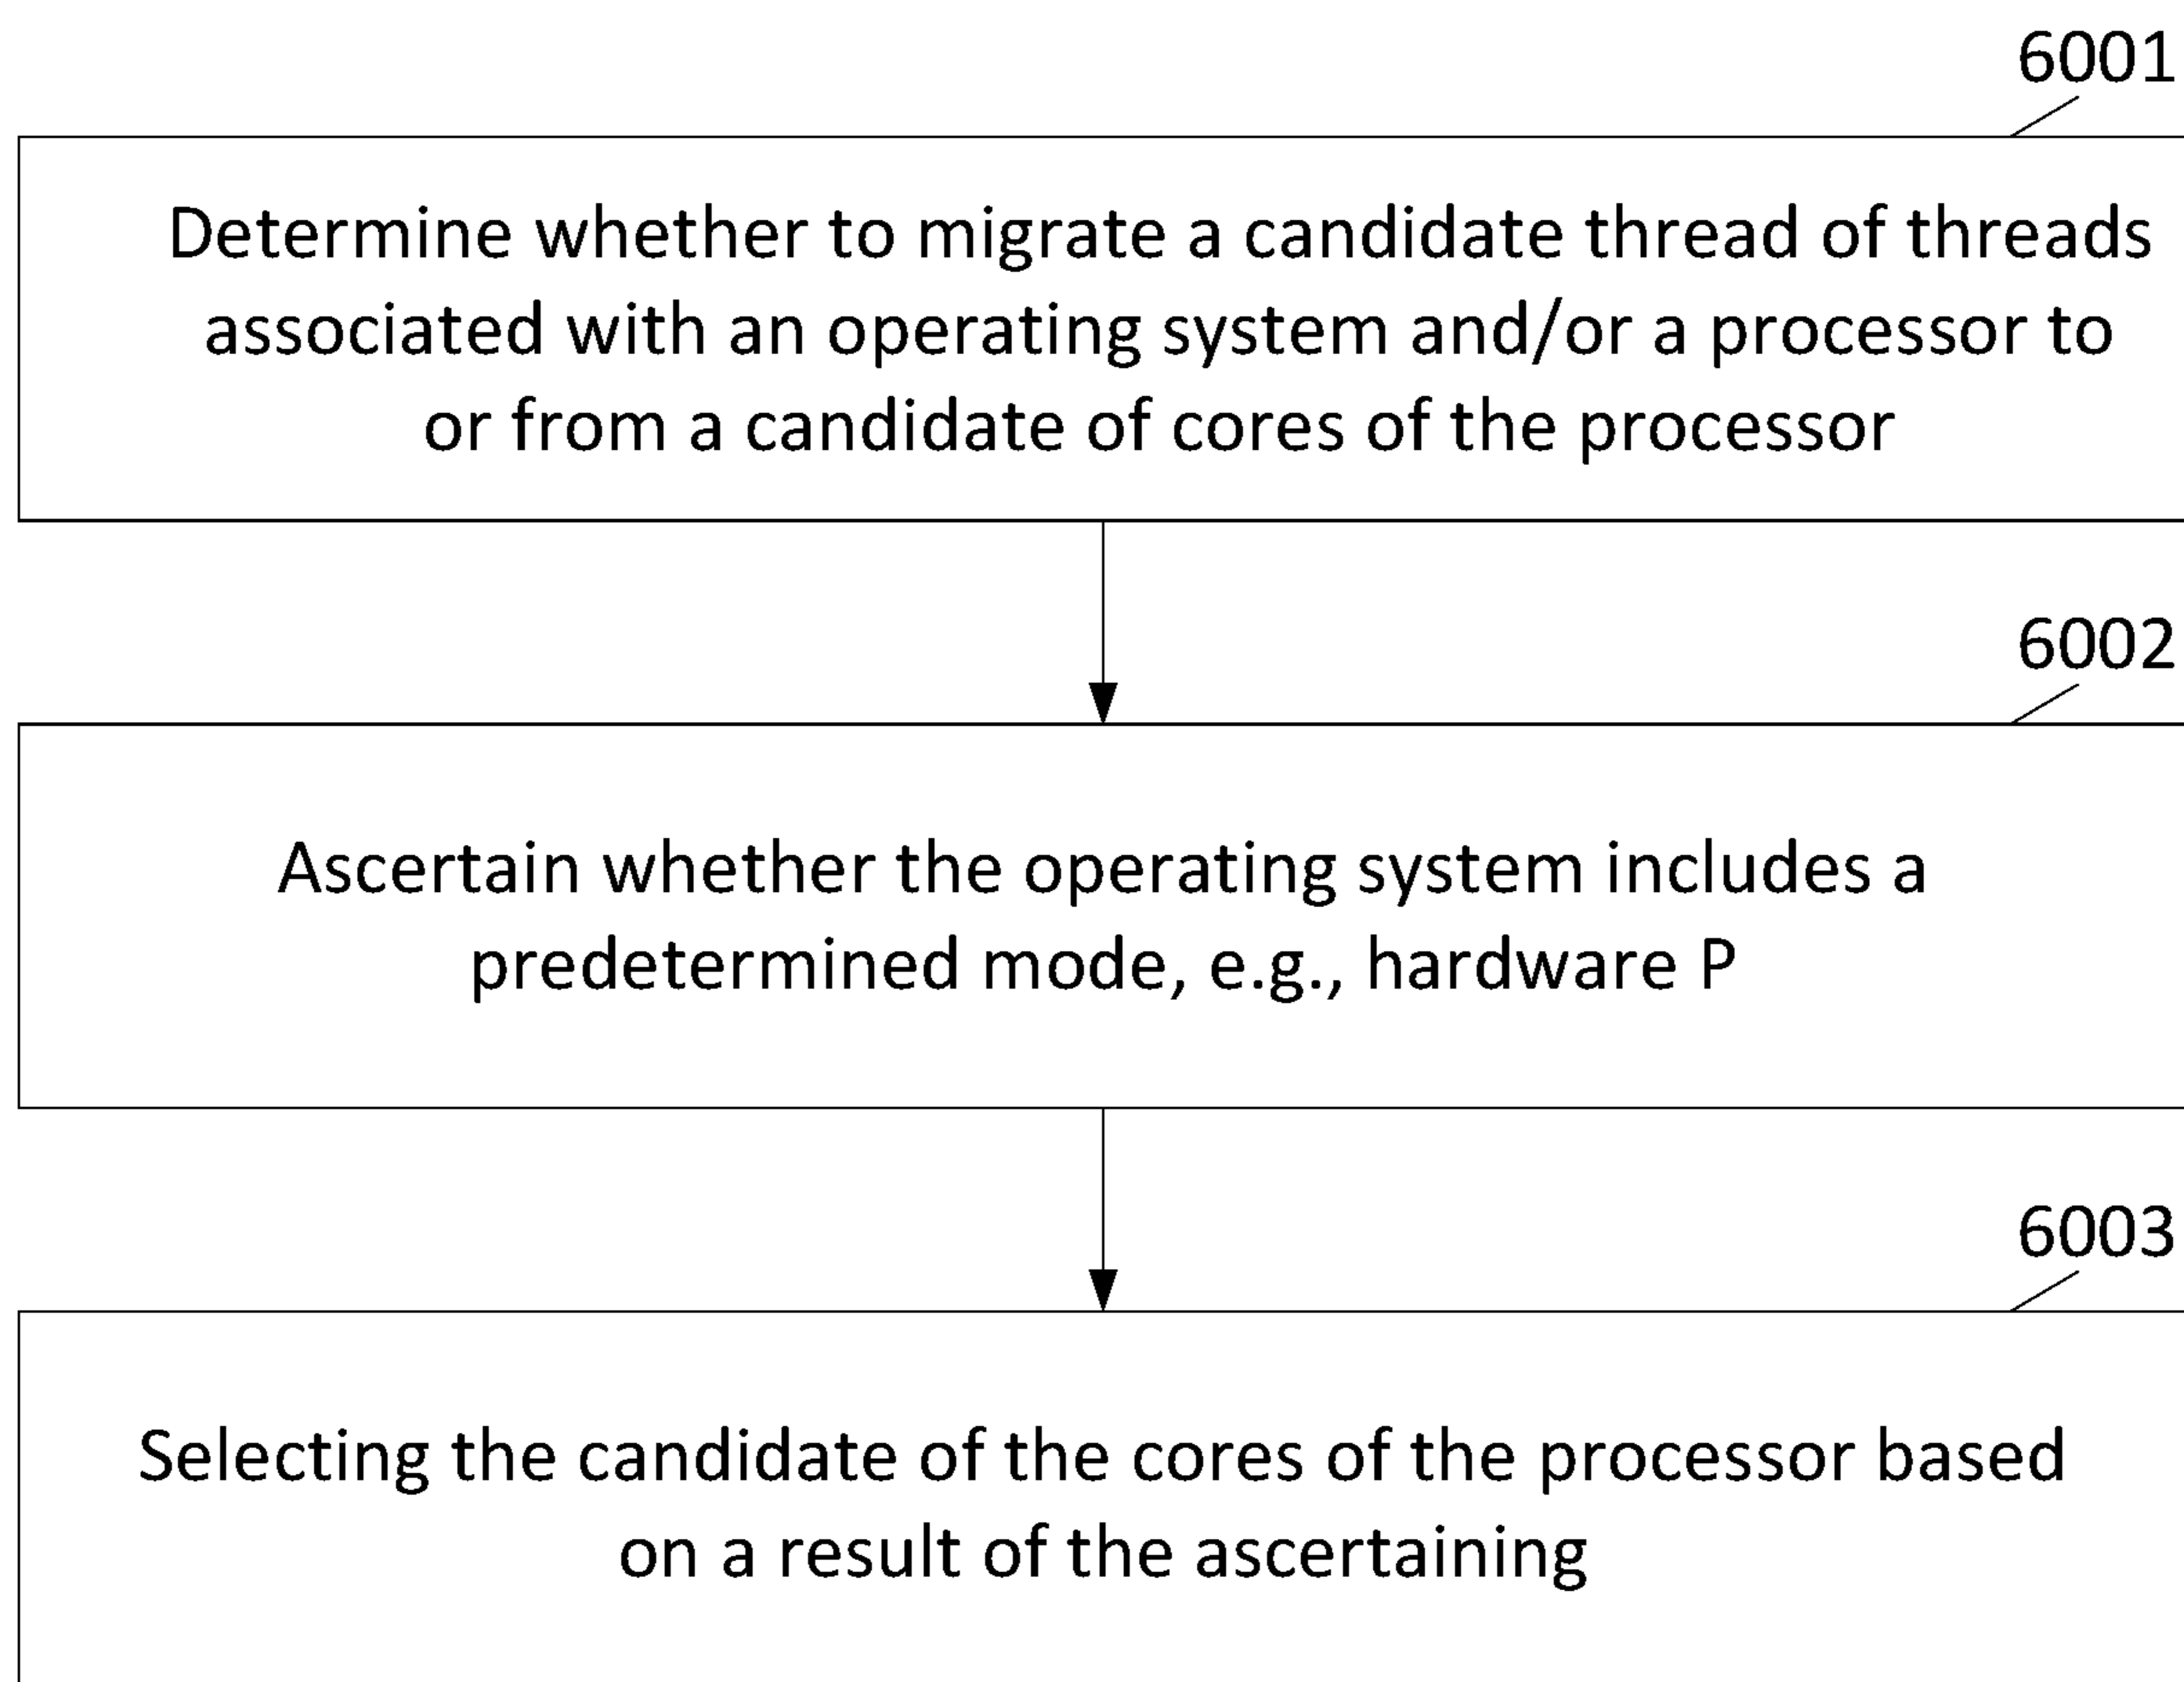 6001
Determine whether to migrate a candidate thread of threads
associated with an operating system and/or a processor to
or from a candidate of cores of the processor
6002
Ascertain whether the operating system includes a
predetermined mode, e.g., hardware P
6003
Selecting the candidate of the cores of the processor based
on a result of the ascertaining